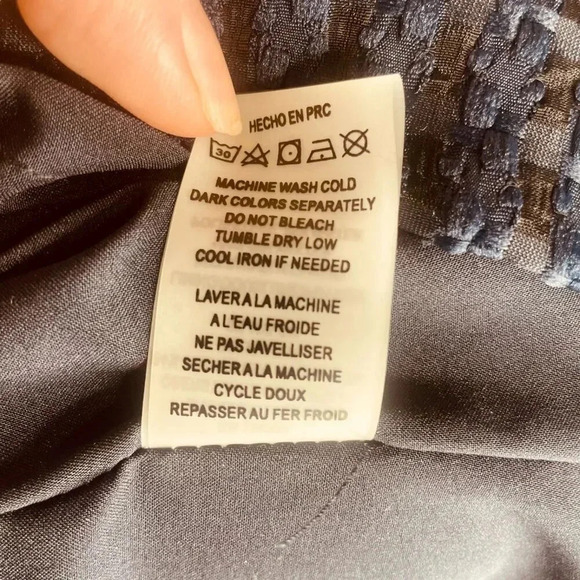 HECHO EN PRC
30
MACHINE WASH COLD
DARK COLORS SEPARATELY
DO NOT BLEACH
TUMBLE DRY LOW
COOL IRON IF NEEDED
LAVER A LA MACHINE
A L'EAU FROIDE
NE PAS JAVELLISER
SECHER A LA MACHINE
CYCLE DOUX
REPASSER AU FER FROID